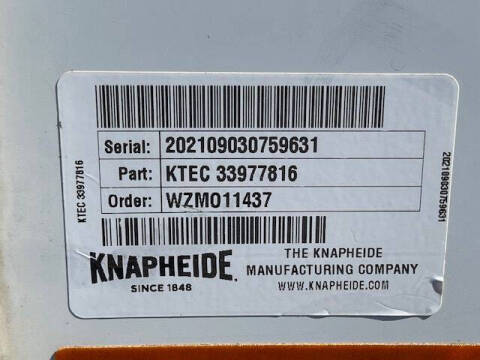 Serial: 202109030759631
Part: KTEC 33977816
Order: WZMO11437
KNAPHEIDE
SINCE 1848
THE KNAPHEIDE
MANUFACTURING COMPANY
WWW.KNAPHEIDE.COM
KTEC 33977816
202109030759631